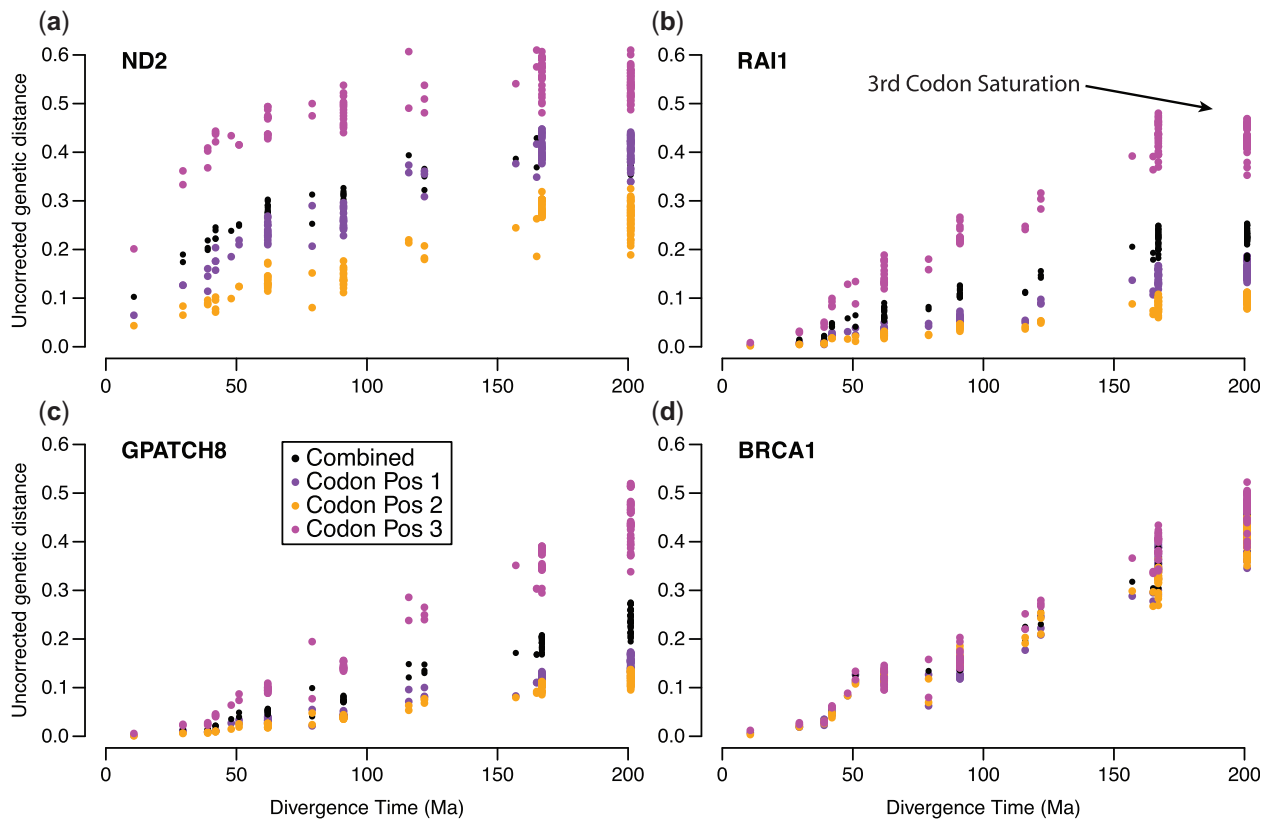 (a)
ND2
Uncorrected genetic distance
0.6
0.5
0.4
0.3
0.2
0.1
0.0
0 50 100 150 200
(b)
RAI1
3rd Codon Saturation
0.6
0.5
0.4
0.3
0.2
0.1
0.0
0 50 100 150 200
(c)
GPATCH8
Combined
Codon Pos 1
Codon Pos 2
Codon Pos 3
Uncorrected genetic distance
0.6
0.5
0.4
0.3
0.2
0.1
0.0
0 50 100 150 200
Divergence Time (Ma)
(d)
BRCA1
0.6
0.5
0.4
0.3
0.2
0.1
0.0
0 50 100 150 200
Divergence Time (Ma)